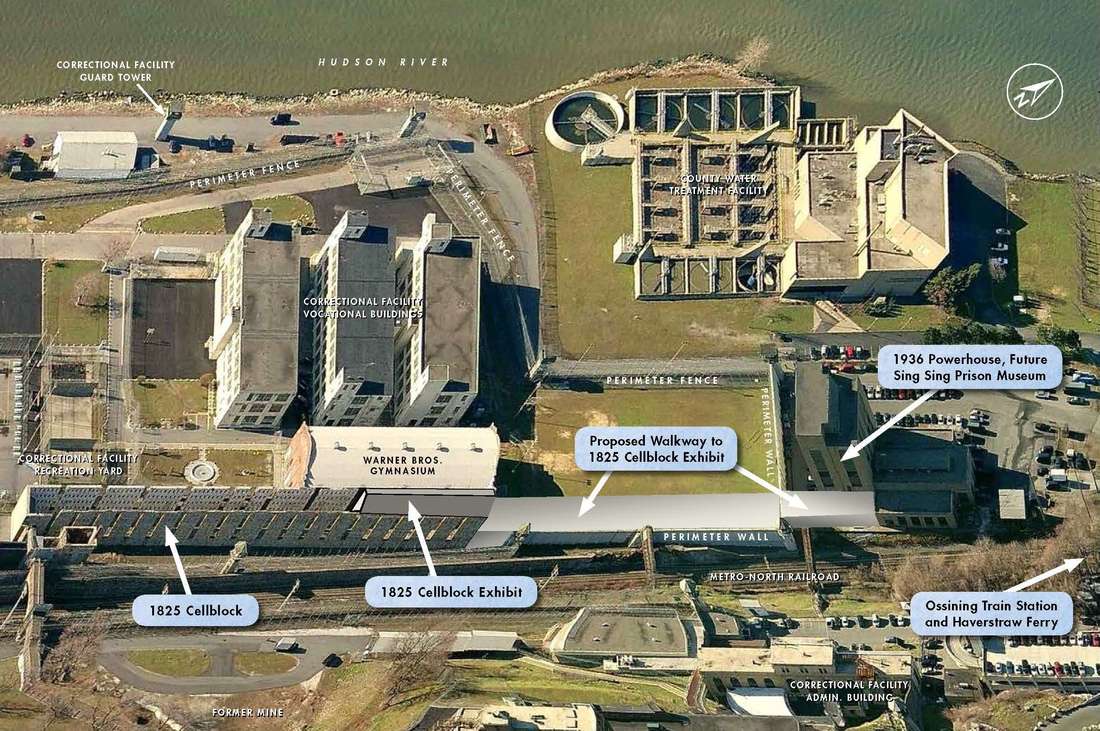 HUDSON RIVER
CORRECTIONAL FACILITY
GUARD TOWER
N
PERIMETER FENCE
PERIMETER FENCE
COUNTY WATER
TREATMENT FACILITY
CORRECTIONAL FACILITY
VOCATIONAL BUILDINGS
1936 Powerhouse, Future
Sing Sing Prison Museum
PERIMETER FENCE
PERIMETER WALL
Proposed Walkway to
1825 Cellblock Exhibit
WARNER BROS.
GYMNASIUM
CORRECTIONAL FACILITY
RECREATION YARD
PERIMETER WALL
METRO-NORTH RAILROAD
1825 Cellblock
1825 Cellblock Exhibit
Ossining Train Station
and Haverstraw Ferry
CORRECTIONAL FACILITY
ADMIN. BUILDING
FORMER MINE